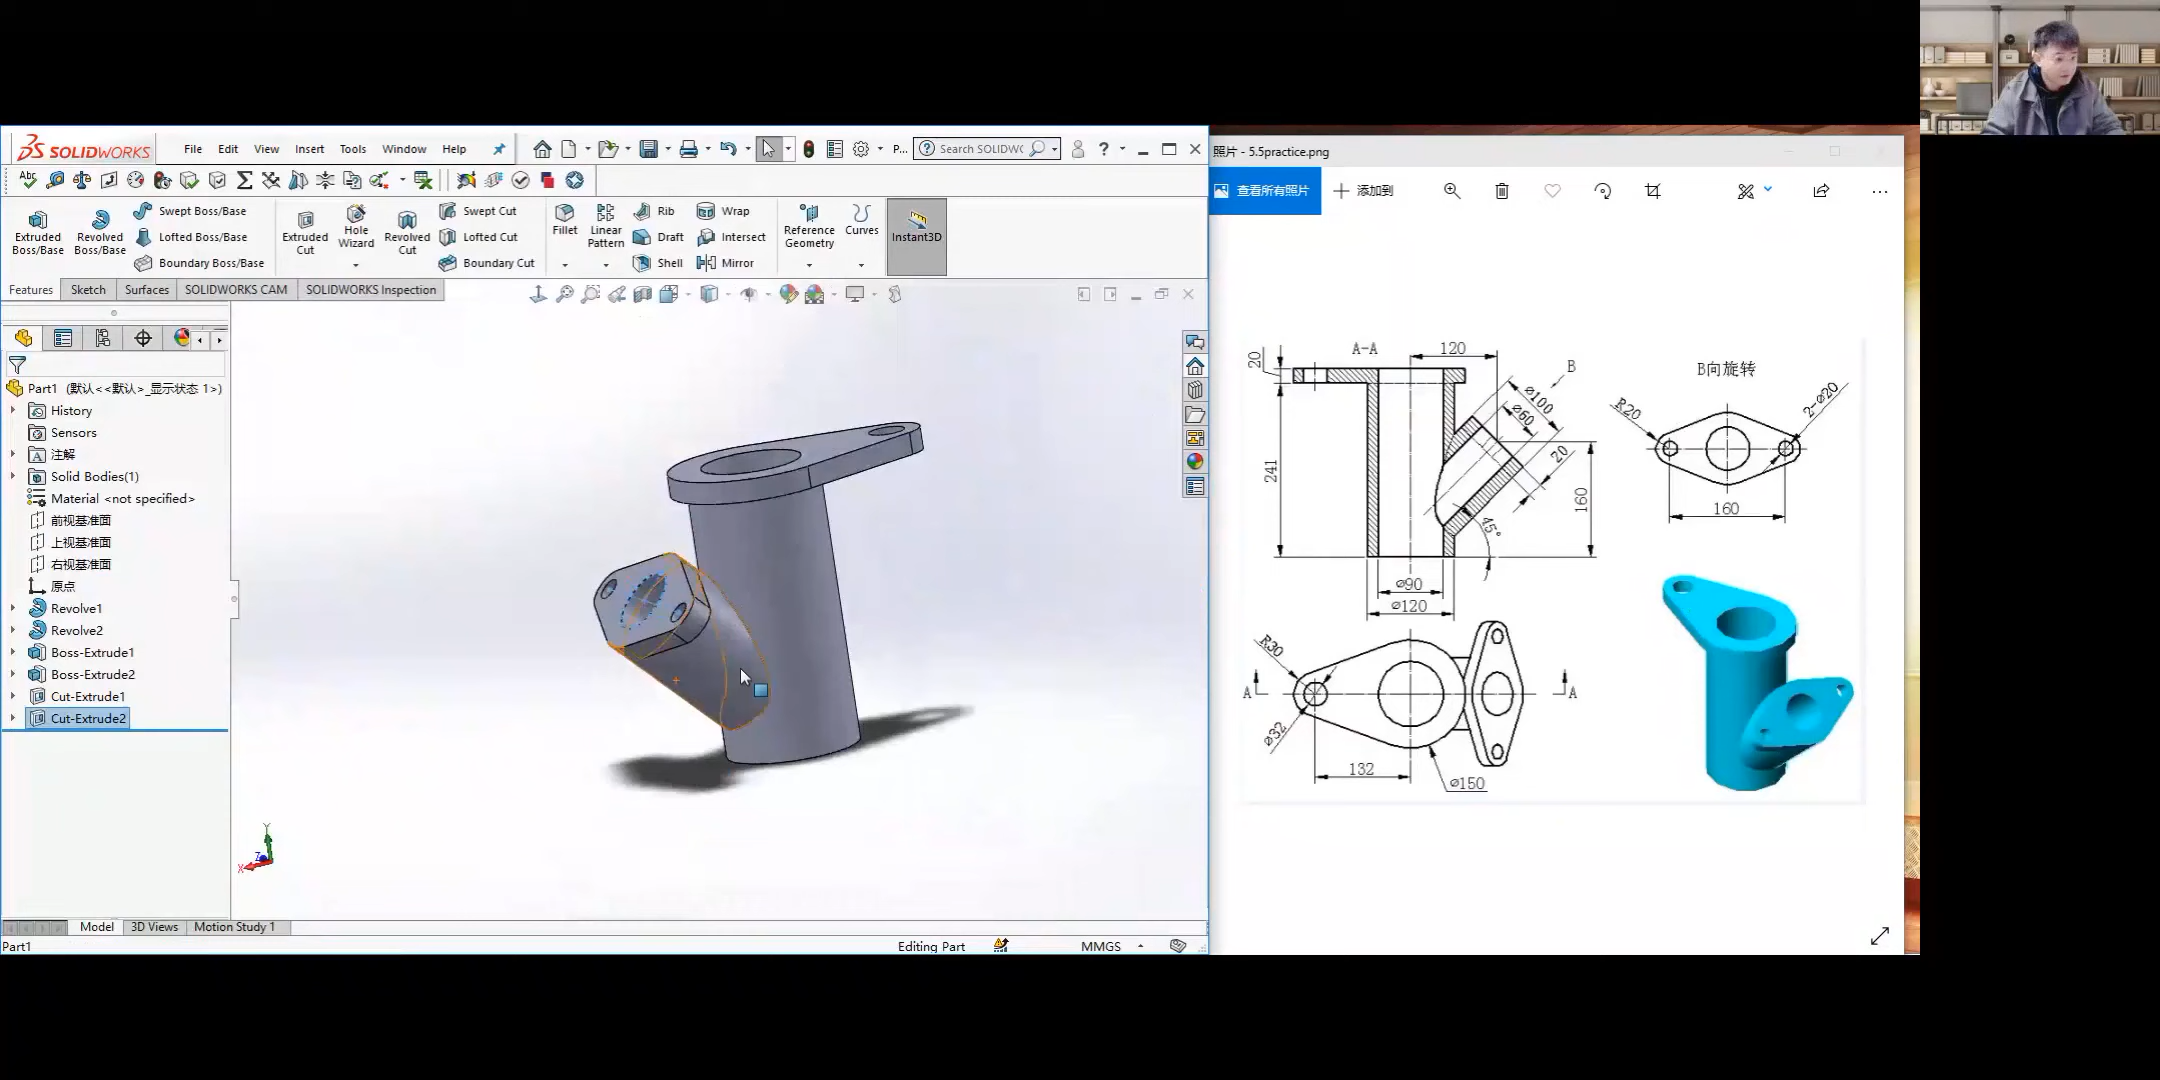 SOLIDWORKS
File Edit View Insert Tools Window Help
P...
Search SOLIDWC
?
照片 - 5.5practice.png
查看所有照片
添加到
Extruded Boss/Base
Revolved Boss/Base
Swept Boss/Base
Lofted Boss/Base
Boundary Boss/Base
Extruded Cut
Hole Wizard
Revolved Cut
Swept Cut
Lofted Cut
Boundary Cut
Fillet
Linear Pattern
Rib
Draft
Shell
Wrap
Intersect
Mirror
Reference Geometry
Curves
Instant3D
Features Sketch Surfaces SOLIDWORKS CAM SOLIDWORKS Inspection
Part1 (默认<<默认>_显示状态 1>)
History
Sensors
注解
Solid Bodies(1)
Material <not specified>
前视基准面
上视基准面
右视基准面
原点
Revolve1
Revolve2
Boss-Extrude1
Boss-Extrude2
Cut-Extrude1
Cut-Extrude2
Y
Z
X
Model 3D Views Motion Study 1
Part1
Editing Part
MMGS
20
A-A
120
B
⌀100
⌀60
20
241
160
45°
⌀90
⌀120
B向旋转
R20
2-⌀20
160
R30
A
A
⌀32
132
⌀150